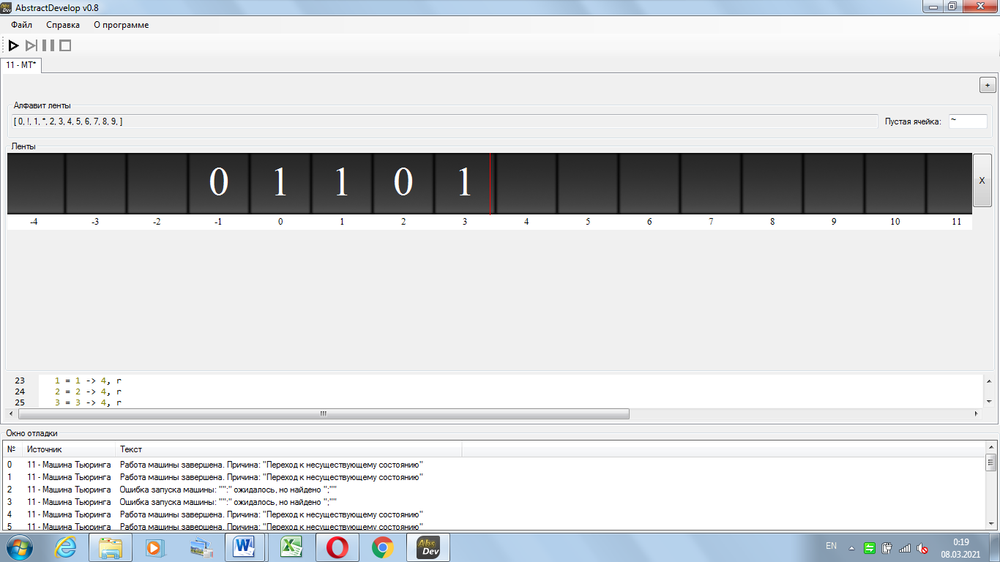 AbstractDevelop v0.8
Файл Справка О программе
11 - МТ*
+
Алфавит ленты
[ 0, !, 1, *, 2, 3, 4, 5, 6, 7, 8, 9, ] Пустая ячейка: ~
Ленты
0 1 1 0 1 X
-4 -3 -2 -1 0 1 2 3 4 5 6 7 8 9 10 11
23 1 = 1 -> 4, r
24 2 = 2 -> 4, r
25 3 = 3 -> 4, r
Окно отладки
№ Источник Текст
0 11 - Машина Тьюринга Работа машины завершена. Причина: "Переход к несуществующему состоянию"
1 11 - Машина Тьюринга Работа машины завершена. Причина: "Переход к несуществующему состоянию"
2 11 - Машина Тьюринга Ошибка запуска машины: "":" ожидалось, но найдено ";""
3 11 - Машина Тьюринга Ошибка запуска машины: "":" ожидалось, но найдено ";""
4 11 - Машина Тьюринга Работа машины завершена. Причина: "Переход к несуществующему состоянию"
5 11 - Машина Тьюринга Работа машины завершена. Причина: "Переход к несуществующему состоянию"
Abs Dev EN 0:19
08.03.2021